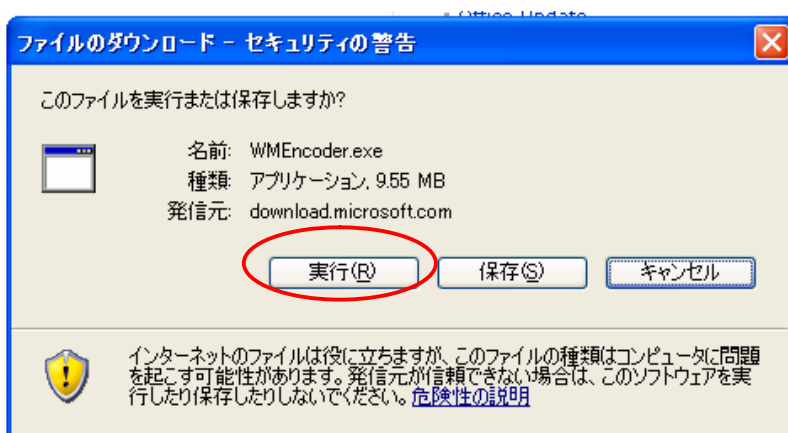 Office Update
ファイルのダウンロード - セキュリティの警告
このファイルを実行または保存しますか?
名前: WMEncoder.exe
種類: アプリケーション, 9.55 MB
発信元: download.microsoft.com
実行(R) 保存(S) キャンセル
インターネットのファイルは役に立ちますが、このファイルの種類はコンピュータに問題
を起こす可能性があります。発信元が信頼できない場合は、このソフトウェアを実
行したり保存したりしないでください。危険性の説明